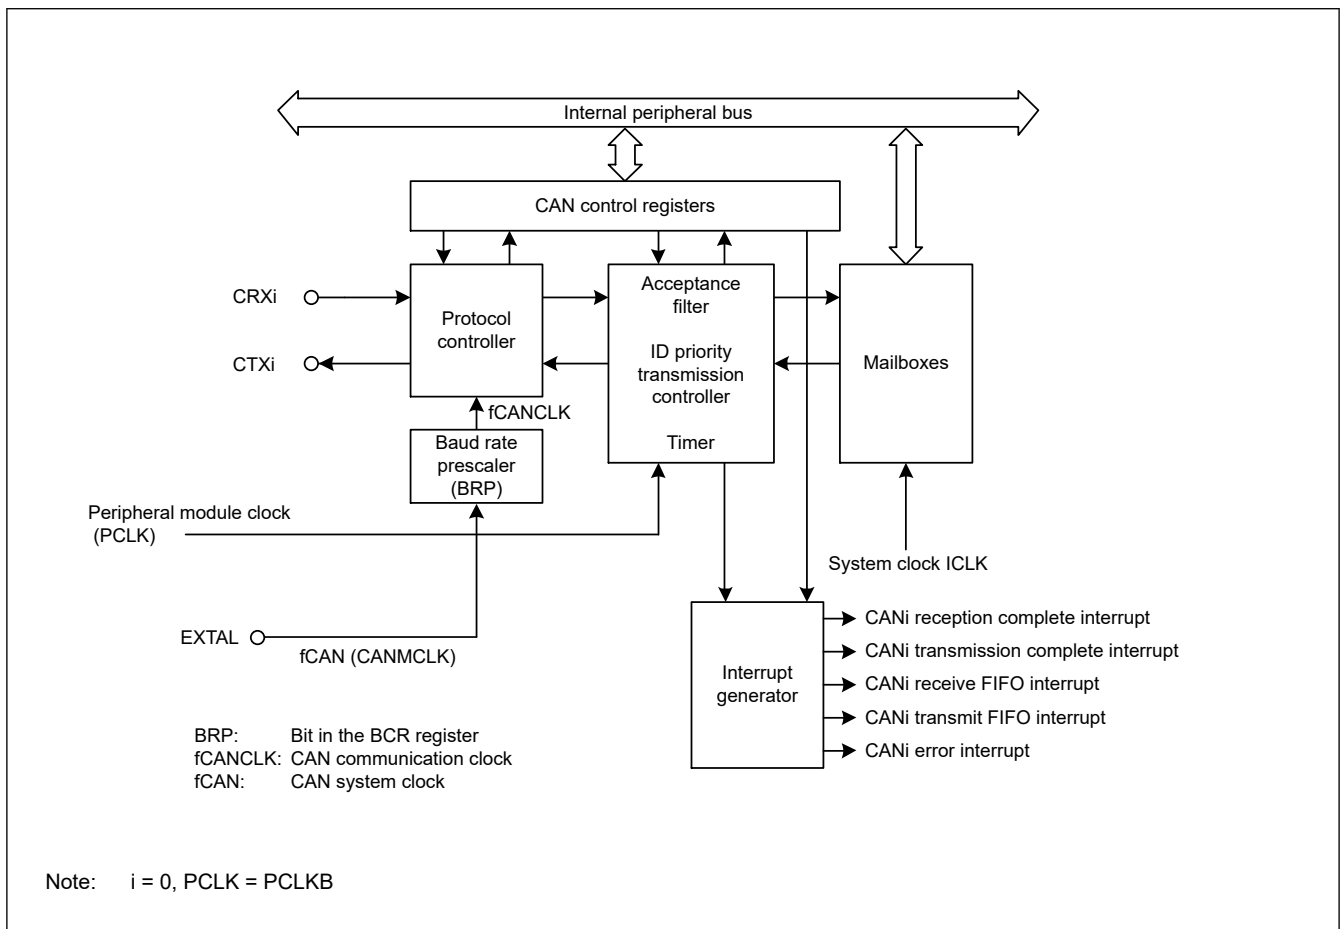 Internal peripheral bus
CAN control registers
CRXi
CTXi
Protocol
controller
Acceptance
filter
ID priority
transmission
controller
Timer
Mailboxes
fCANCLK
Baud rate
prescaler
(BRP)
Peripheral module clock
(PCLK)
System clock ICLK
EXTAL
fCAN (CANMCLK)
Interrupt
generator
CANi reception complete interrupt
CANi transmission complete interrupt
CANi receive FIFO interrupt
CANi transmit FIFO interrupt
CANi error interrupt
BRP: Bit in the BCR register
fCANCLK: CAN communication clock
fCAN: CAN system clock
Note: i = 0, PCLK = PCLKB